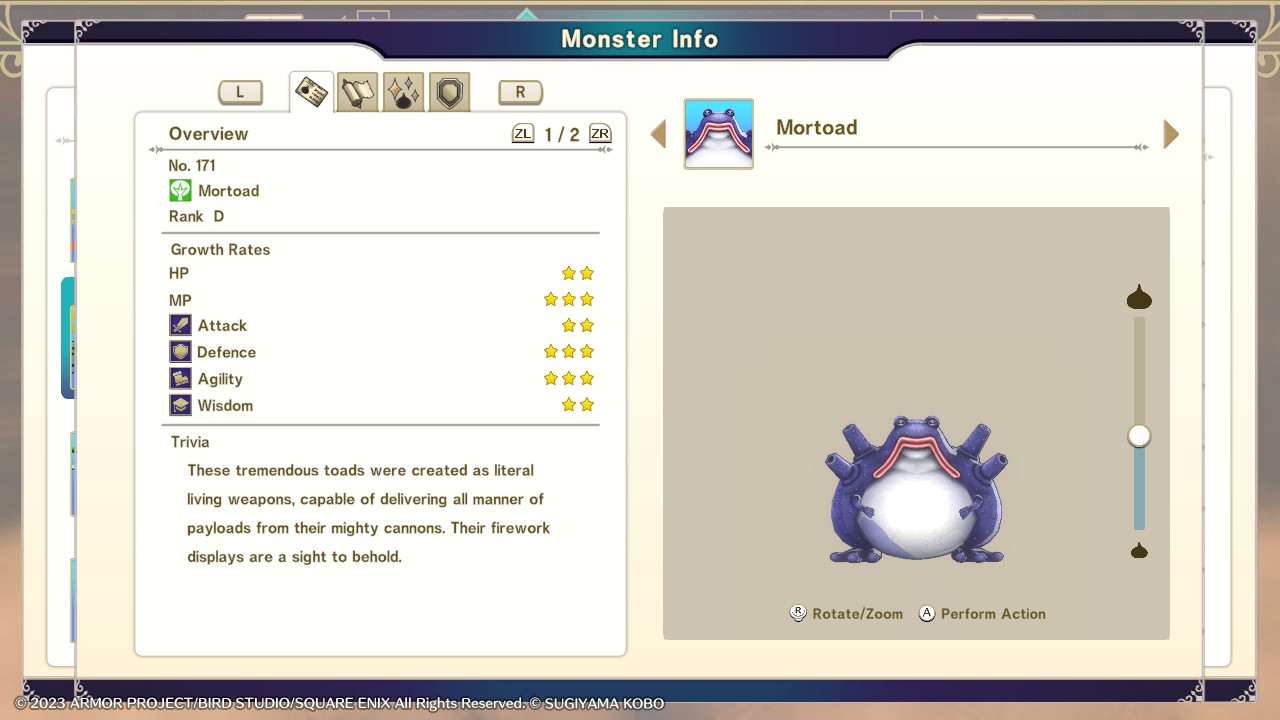 Monster Info
L
R
Overview
ZL 1 / 2 ZR
No. 171
Mortoad
Rank D
Growth Rates
HP
MP
Attack
Defence
Agility
Wisdom
Trivia
These tremendous toads were created as literal
living weapons, capable of delivering all manner of
payloads from their mighty cannons. Their firework
displays are a sight to behold.
Mortoad
R Rotate/Zoom A Perform Action
© 2023 ARMOR PROJECT/BIRD STUDIO/SQUARE ENIX All Rights Reserved. © SUGIYAMA KOBO